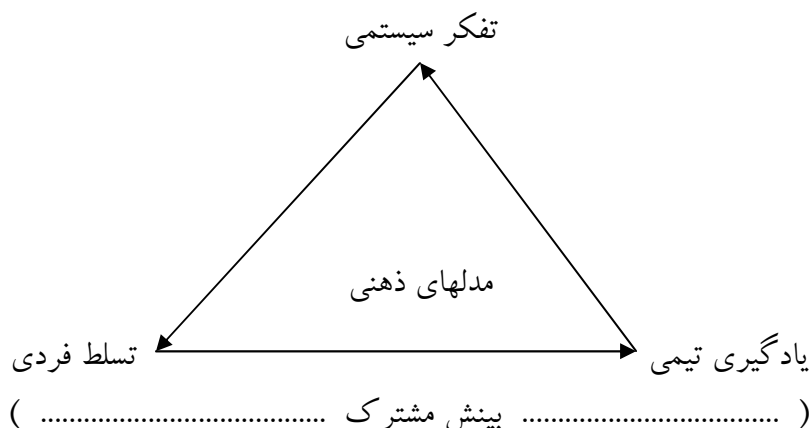 تفکر سیستمی
مدلهای ذهنی
یادگیری تیمی
تسلط فردی
( .................................. بینش مشترک ...................................... )